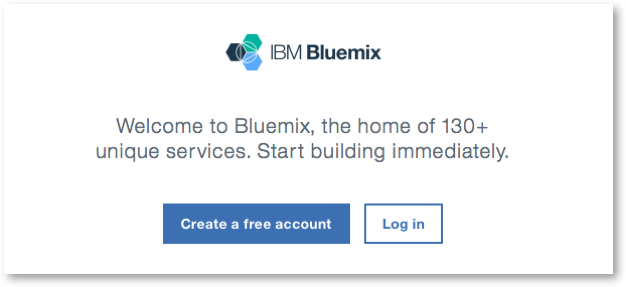 IBM Bluemix
Welcome to Bluemix, the home of 130+
unique services. Start building immediately.
Create a free account
Log in